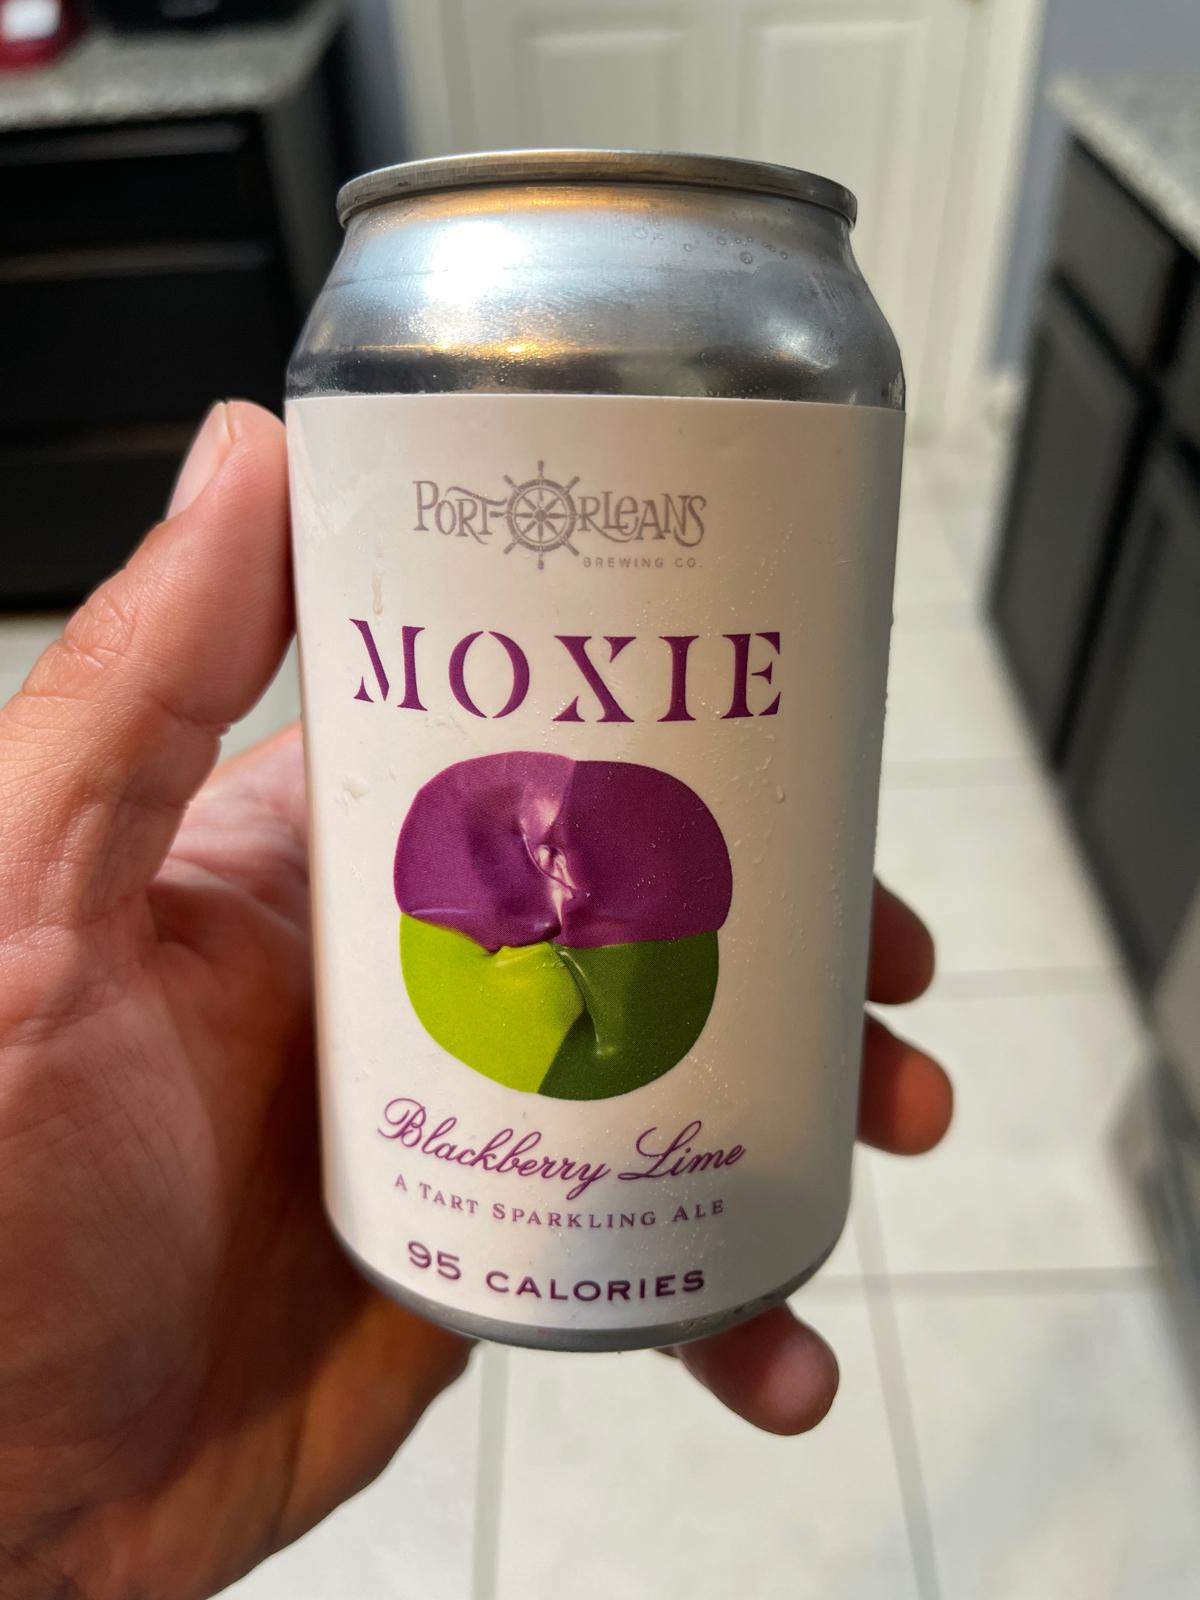 PORT ORLEANS
BREWING CO.
MOXIE
Blackberry Lime
A TART SPARKLING ALE
95 CALORIES